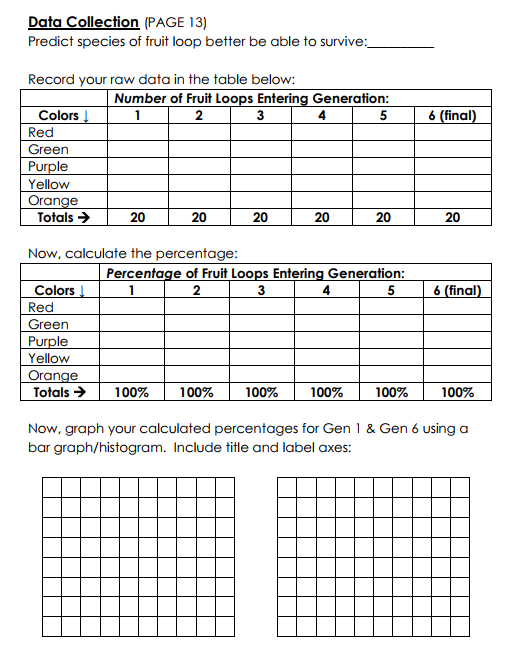 Data Collection (PAGE 13)
Predict species of fruit loop better be able to survive:__________
Record your raw data in the table below:
Number of Fruit Loops Entering Generation:
Colors ↓ 1 2 3 4 5 6 (final)
Red
Green
Purple
Yellow
Orange
Totals → 20 20 20 20 20 20
Now, calculate the percentage:
Percentage of Fruit Loops Entering Generation:
Colors ↓ 1 2 3 4 5 6 (final)
Red
Green
Purple
Yellow
Orange
Totals → 100% 100% 100% 100% 100% 100%
Now, graph your calculated percentages for Gen 1 & Gen 6 using a
bar graph/histogram. Include title and label axes: